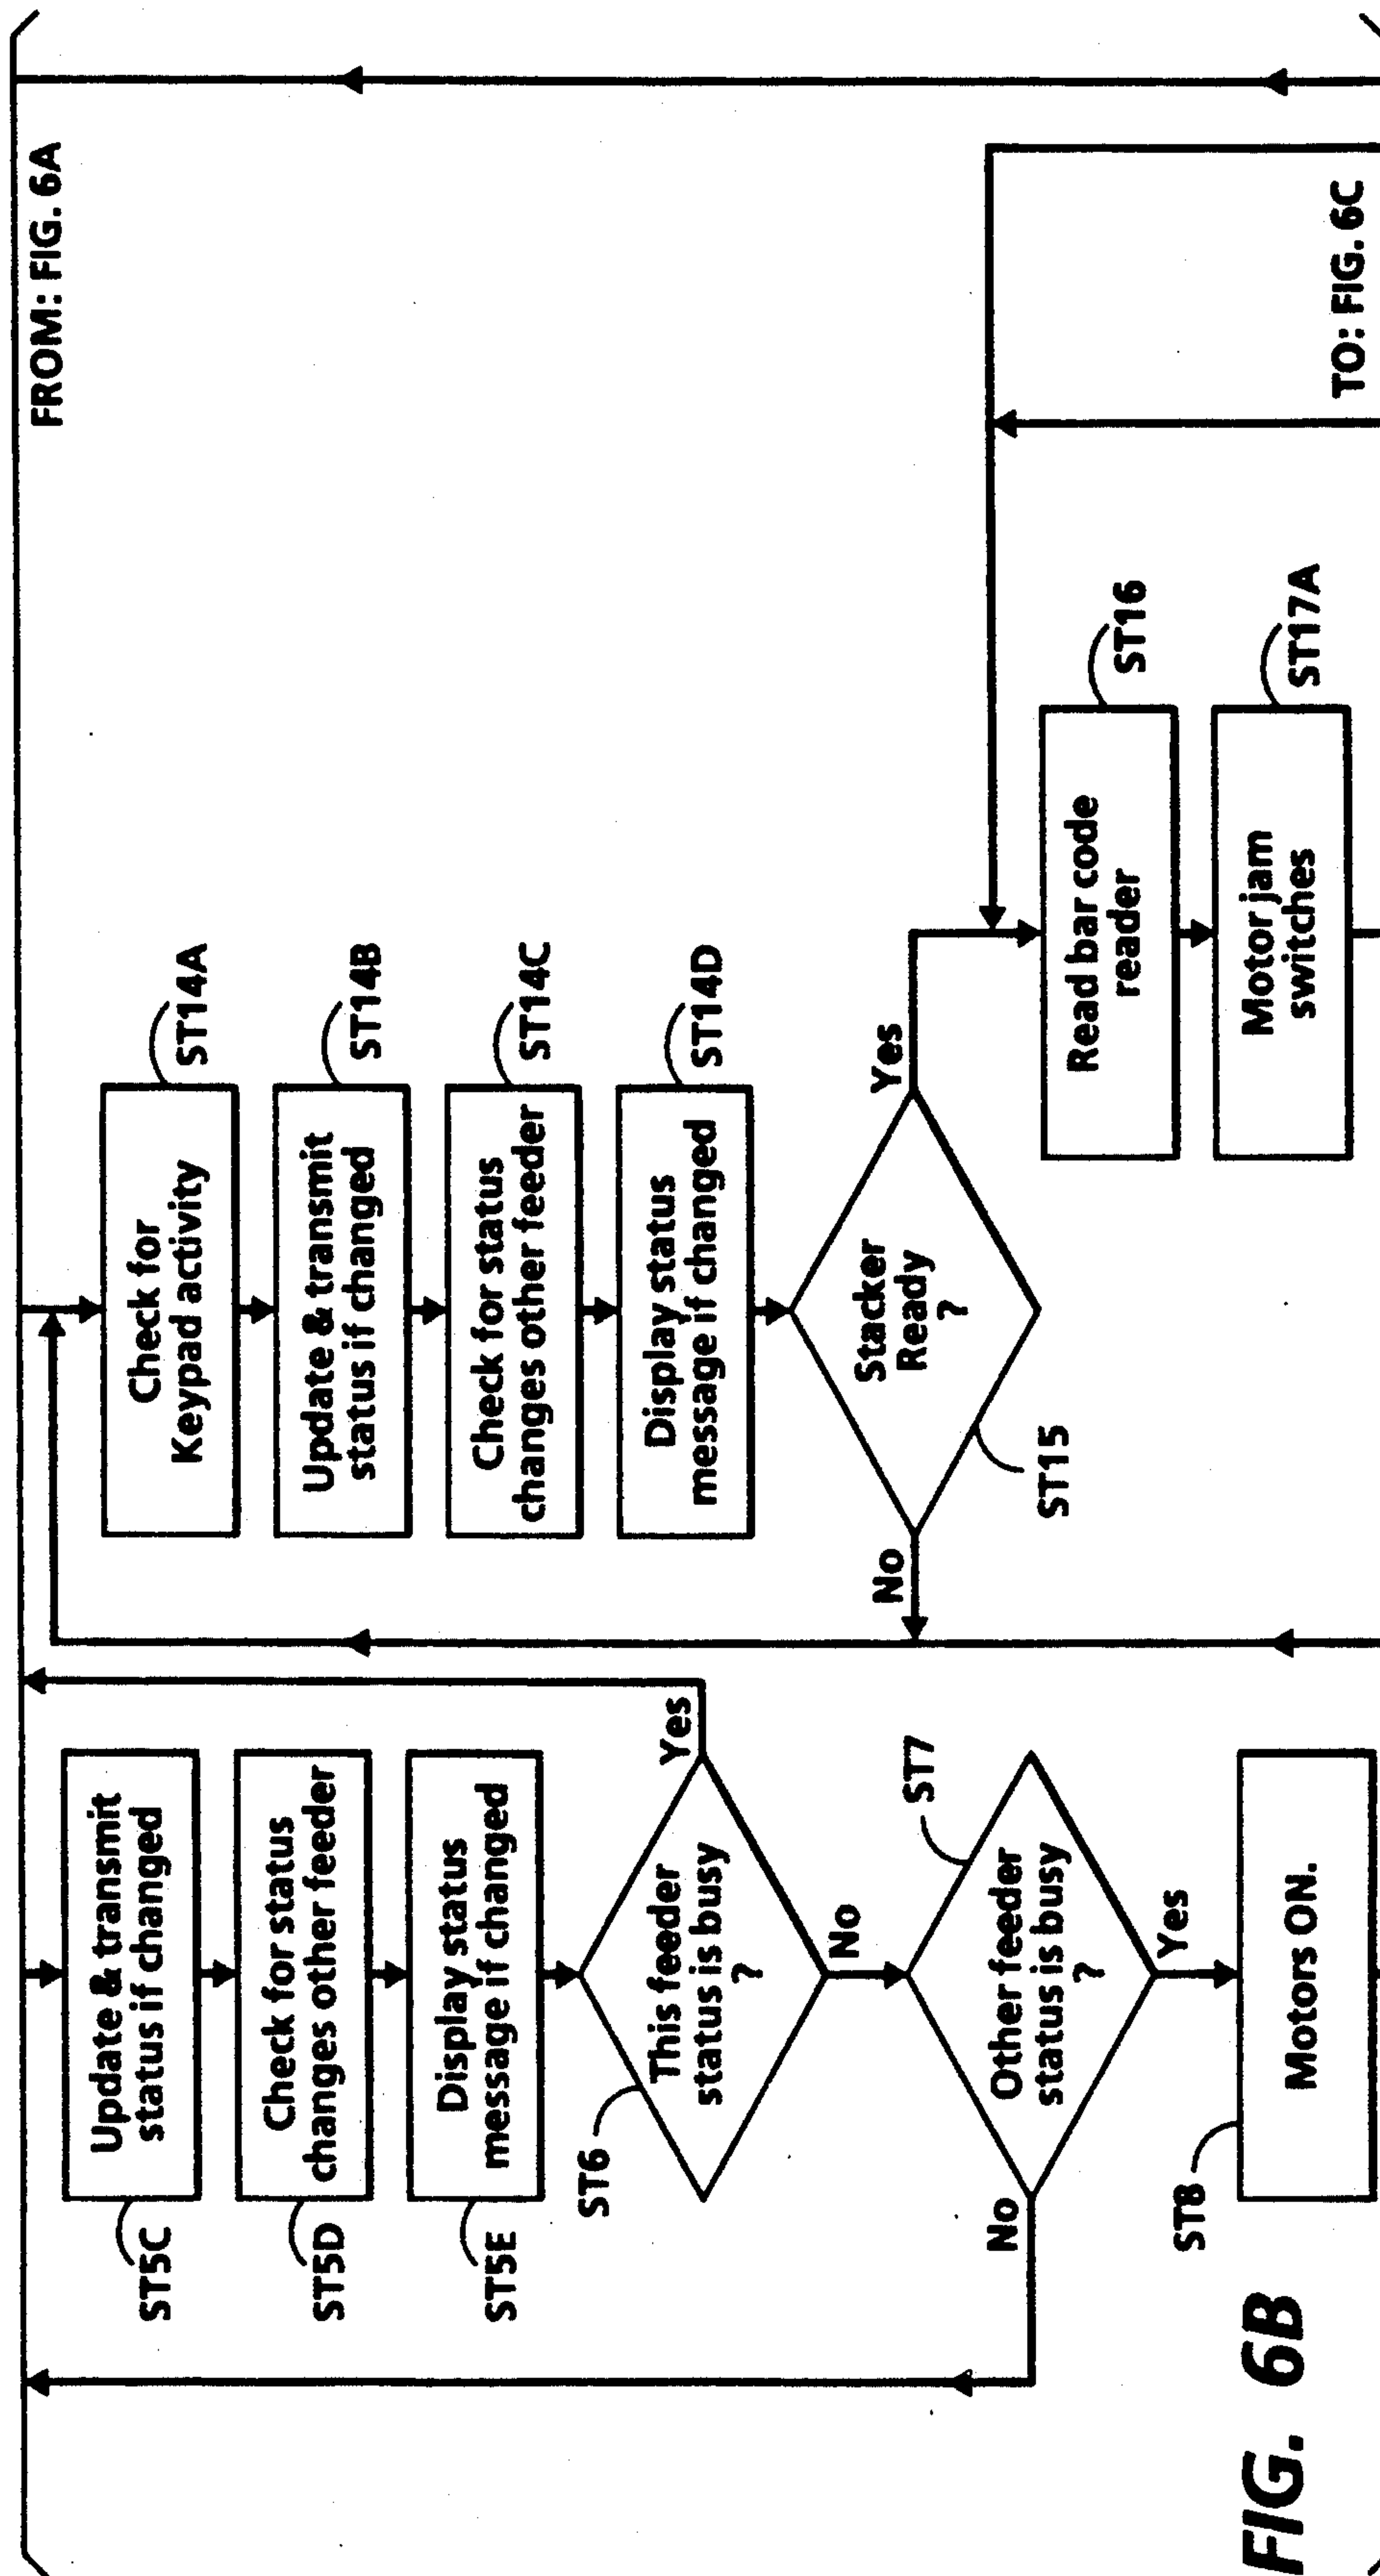 FROM: FIG. 6A
Update & transmit
status if changed
ST5C
Check for status
changes other feeder
ST5D
Display status
message if changed
ST5E
This feeder
status is busy
?
ST6
Yes
No
Other feeder
status is busy
?
ST7
No
Yes
Motors ON.
ST8
Check for
Keypad activity
ST14A
Update & transmit
status if changed
ST14B
Check for status
changes other feeder
ST14C
Display status
message if changed
ST14D
Stacker
Ready
?
ST15
No
Yes
Read bar code
reader
ST16
Motor jam
switches
ST17A
TO: FIG. 6C
FIG. 6B